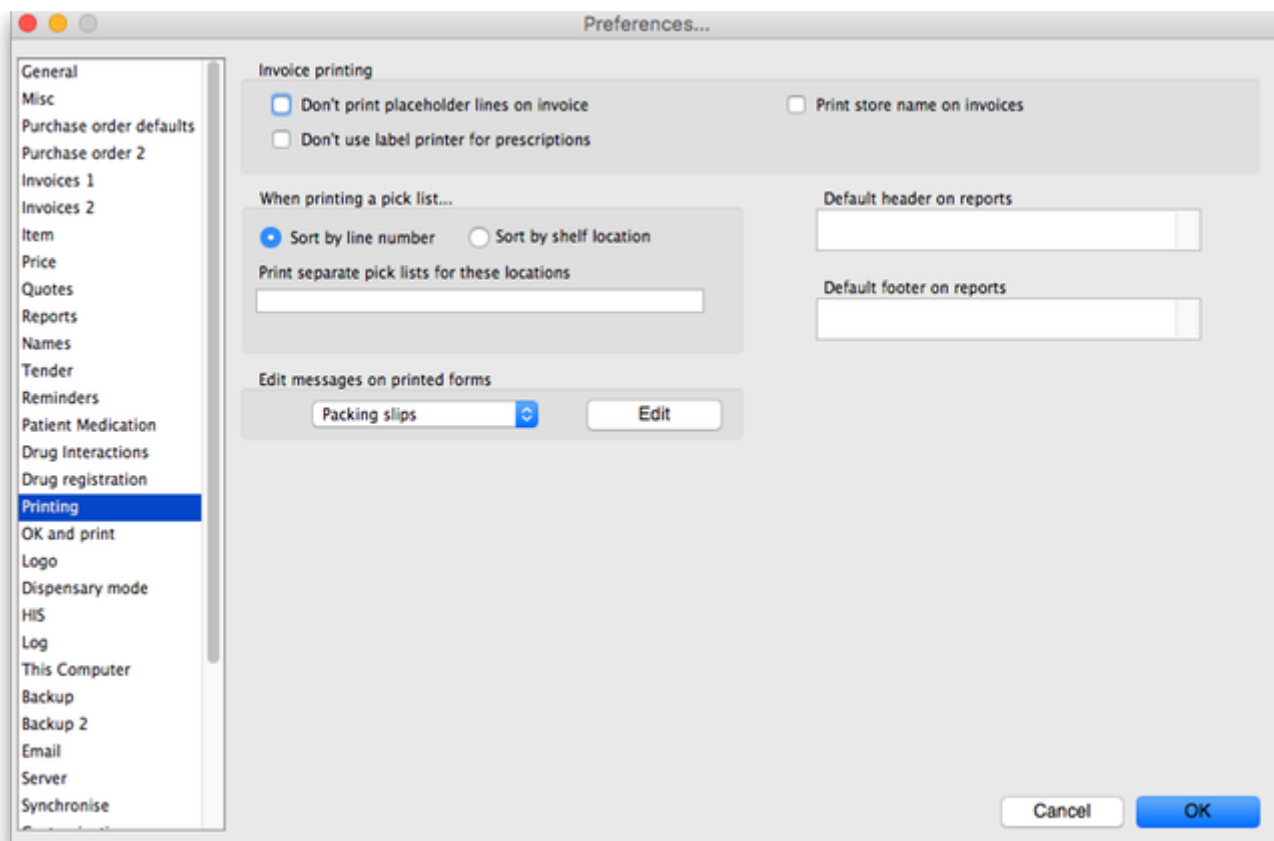 Preferences...
General
Misc
Purchase order defaults
Purchase order 2
Invoices 1
Invoices 2
Item
Price
Quotes
Reports
Names
Tender
Reminders
Patient Medication
Drug Interactions
Drug registration
Printing
OK and print
Logo
Dispensary mode
HIS
Log
This Computer
Backup
Backup 2
Email
Server
Synchronise
Invoice printing
Don't print placeholder lines on invoice
Print store name on invoices
Don't use label printer for prescriptions
When printing a pick list...
Sort by line number
Sort by shelf location
Print separate pick lists for these locations
Default header on reports
Default footer on reports
Edit messages on printed forms
Packing slips
Edit
Cancel
OK